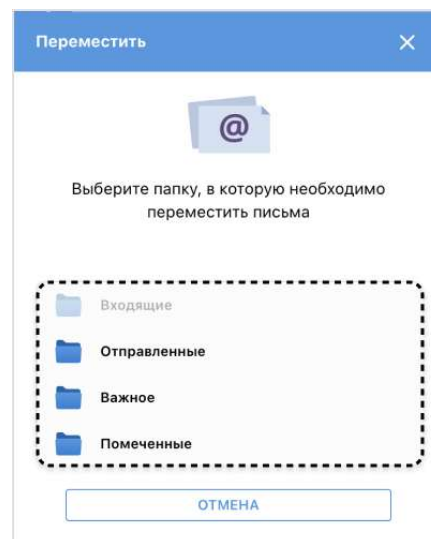 Переместить
@
Выберите папку, в которую необходимо
переместить письма
Входящие
Отправленные
Важное
Помеченные
ОТМЕНА